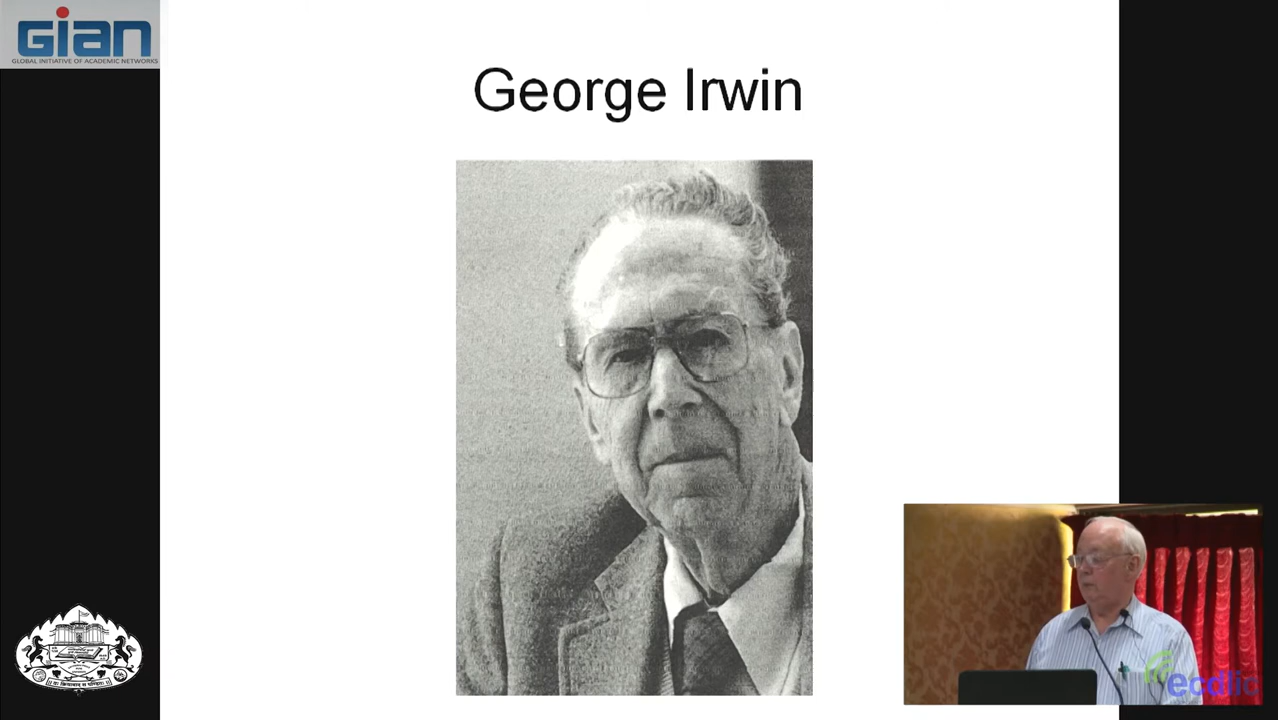 GIAN
GLOBAL INITIATIVE OF ACADEMIC NETWORKS
George Irwin
ecdlic